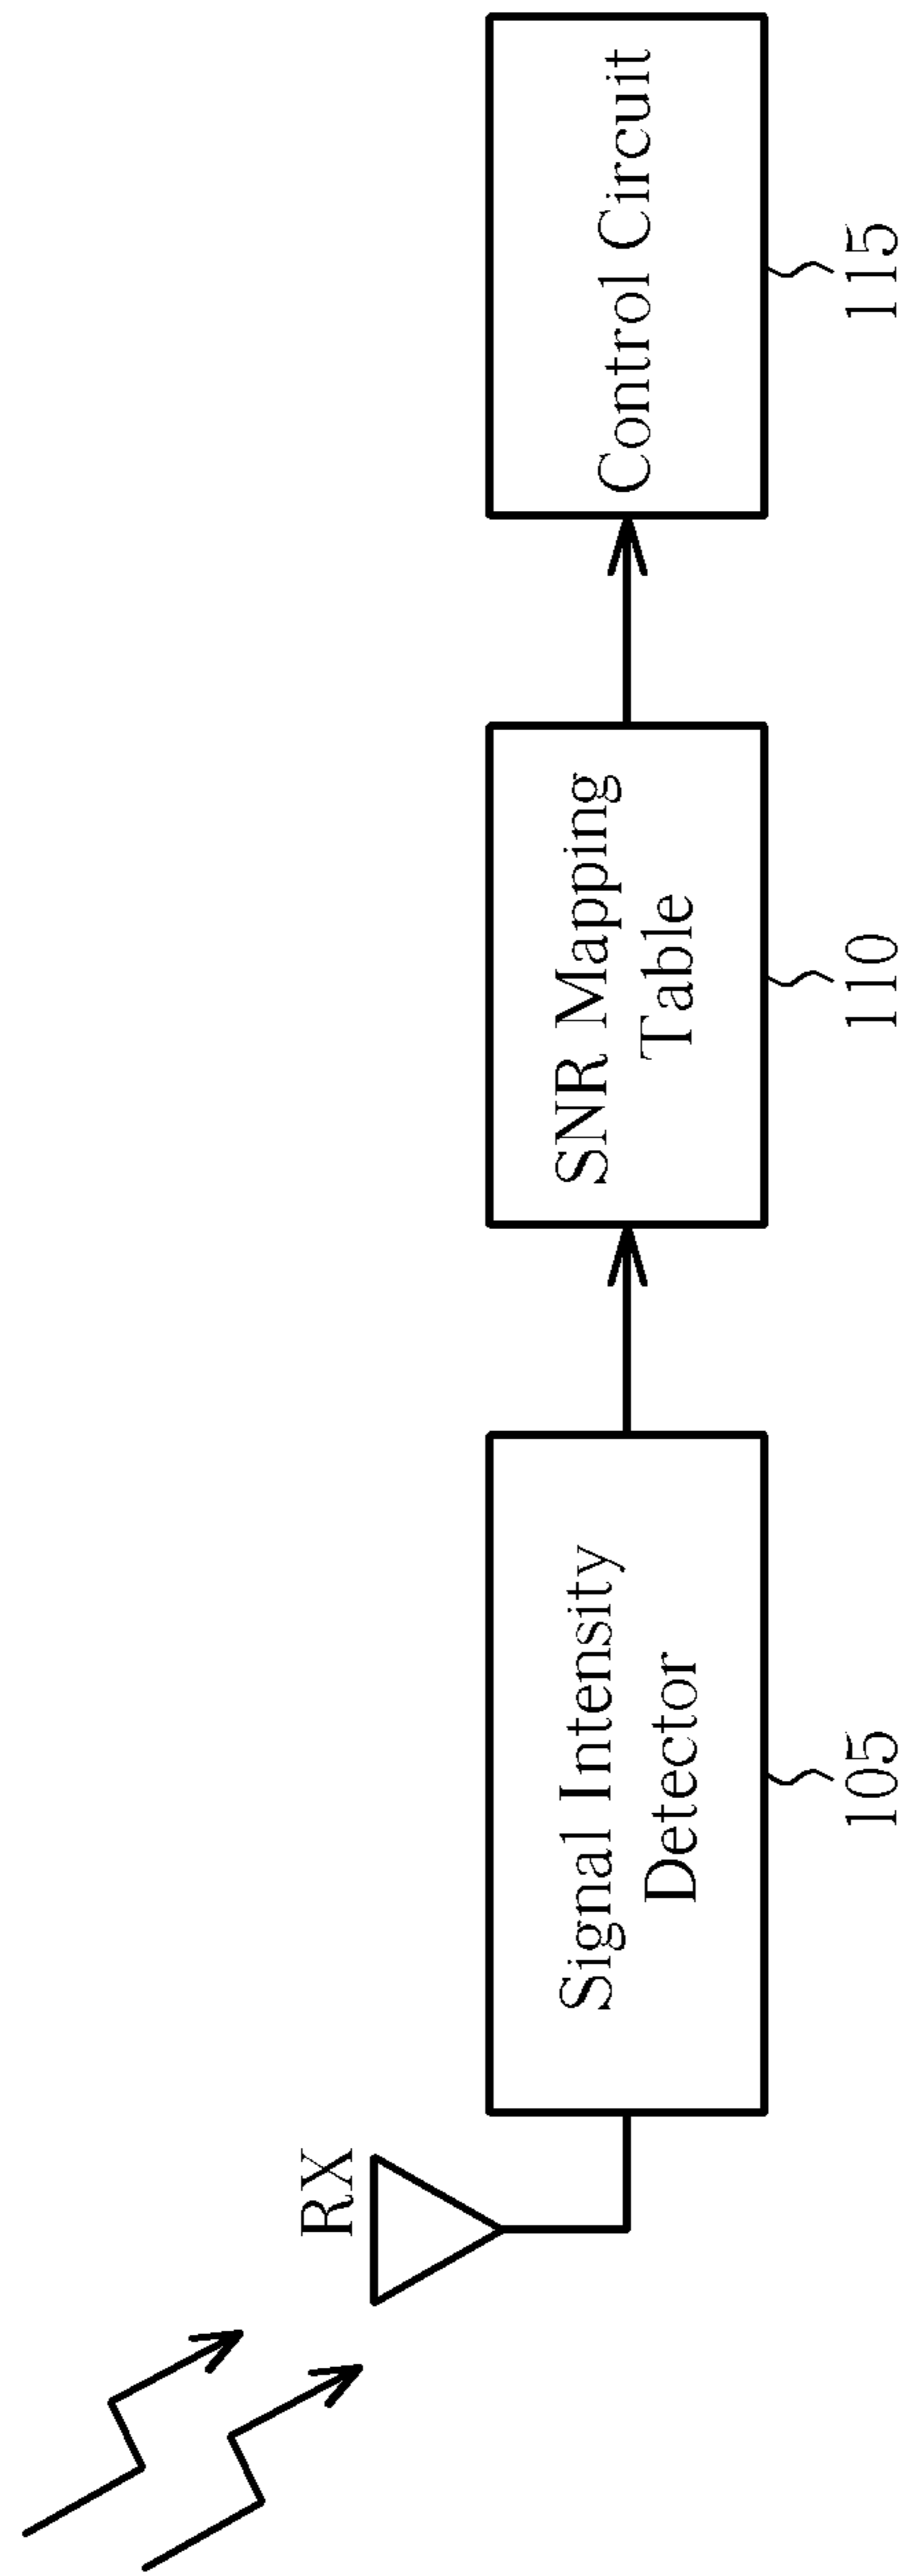 RX
Signal Intensity
Detector
105
SNR Mapping
Table
110
Control Circuit
115